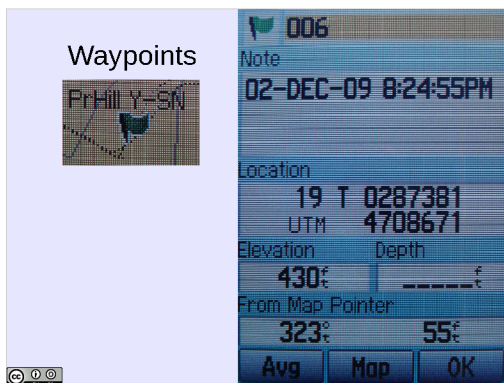 Waypoints
PrHill Y-SN
006
Note
02-DEC-09 8:24:55PM
Location
19 T 0287381
UTM 4708671
Elevation Depth
430ft _____ft
From Map Pointer
323°t 55ft
Avg Map OK
cc